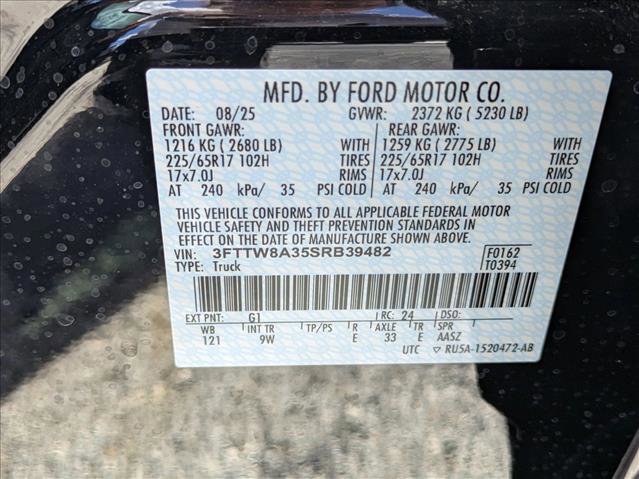 MFD. BY FORD MOTOR CO.
DATE: 08/25 GVWR: 2372 KG ( 5230 LB)
FRONT GAWR: REAR GAWR:
1216 KG ( 2680 LB) WITH 1259 KG ( 2775 LB) WITH
225/65R17 102H TIRES 225/65R17 102H TIRES
17x7.0J RIMS 17x7.0J RIMS
AT 240 kPa/ 35 PSI COLD AT 240 kPa/ 35 PSI COLD
THIS VEHICLE CONFORMS TO ALL APPLICABLE FEDERAL MOTOR
VEHICLE SAFETY AND THEFT PREVENTION STANDARDS IN
EFFECT ON THE DATE OF MANUFACTURE SHOWN ABOVE.
VIN: 3FTTW8A35SRB39482 F0162
TYPE: Truck T0394
EXT PNT: G1 RC: 24 DSO:
WB INT TR TP/PS R AXLE TR SPR
121 9W E 33 E AASZ
UTC ▽ RU5A-1520472-AB